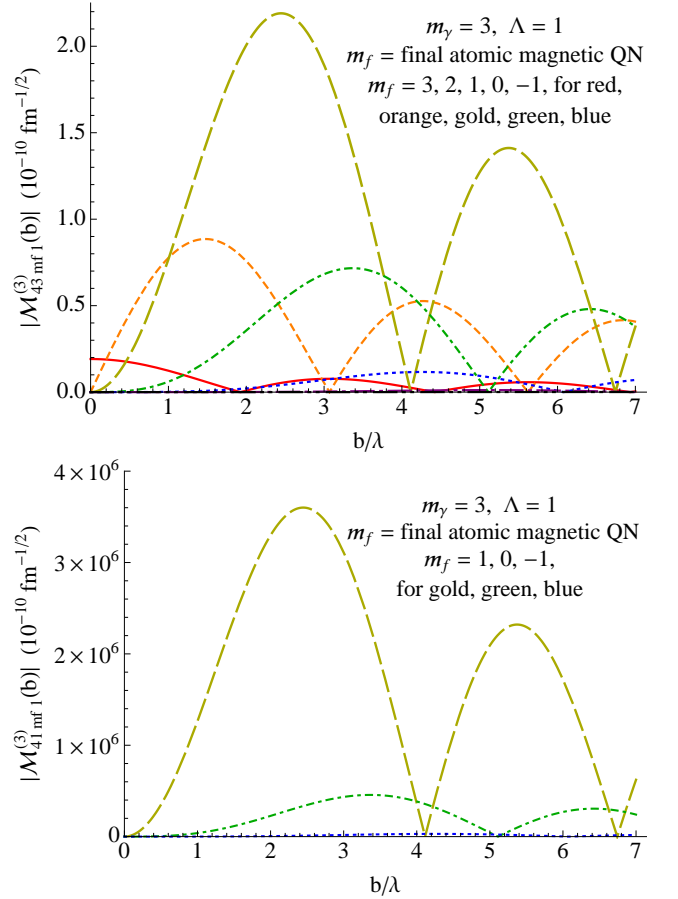 m_γ = 3, Λ = 1
m_f = final atomic magnetic QN
m_f = 3, 2, 1, 0, −1, for red,
orange, gold, green, blue
|ℳ^{(3)}_{43 mf 1}(b)| (10^{−10} fm^{−1/2})
2.0
1.5
1.0
0.5
0.0
0 1 2 3 4 5 6 7
b/λ
m_γ = 3, Λ = 1
m_f = final atomic magnetic QN
m_f = 1, 0, −1,
for gold, green, blue
|ℳ^{(3)}_{41 mf 1}(b)| (10^{−10} fm^{−1/2})
4×10^6
3×10^6
2×10^6
1×10^6
0
0 1 2 3 4 5 6 7
b/λ